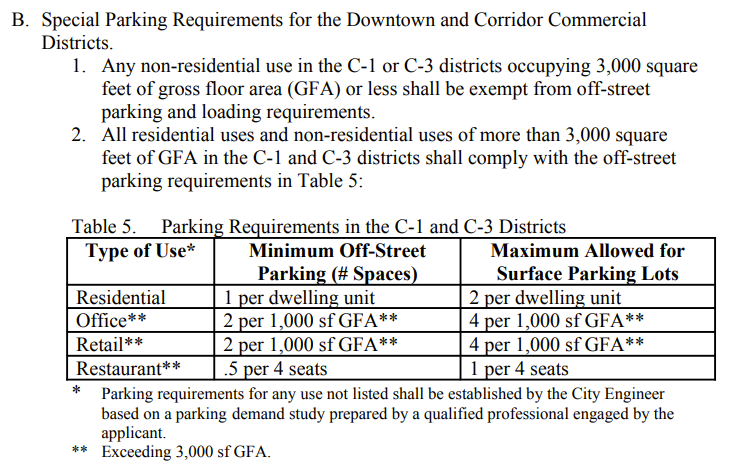 B. Special Parking Requirements for the Downtown and Corridor Commercial
Districts.
1. Any non-residential use in the C-1 or C-3 districts occupying 3,000 square
feet of gross floor area (GFA) or less shall be exempt from off-street
parking and loading requirements.
2. All residential uses and non-residential uses of more than 3,000 square
feet of GFA in the C-1 and C-3 districts shall comply with the off-street
parking requirements in Table 5:
Table 5. Parking Requirements in the C-1 and C-3 Districts
Type of Use* Minimum Off-Street Maximum Allowed for
Parking (# Spaces) Surface Parking Lots
Residential 1 per dwelling unit 2 per dwelling unit
Office** 2 per 1,000 sf GFA** 4 per 1,000 sf GFA**
Retail** 2 per 1,000 sf GFA** 4 per 1,000 sf GFA**
Restaurant** .5 per 4 seats 1 per 4 seats
* Parking requirements for any use not listed shall be established by the City Engineer
based on a parking demand study prepared by a qualified professional engaged by the
applicant.
** Exceeding 3,000 sf GFA.